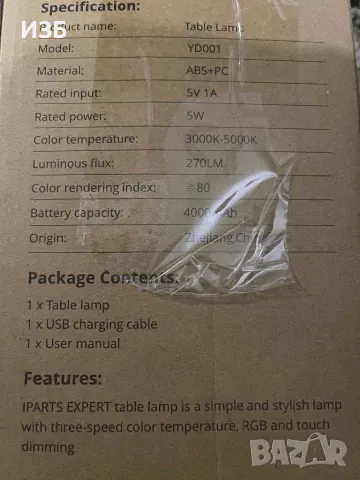 ИЗБ
Specification:
Product name: Table Lamp
Model: YD001
Material: ABS+PC
Rated input: 5V 1A
Rated power: 5W
Color temperature: 3000K-5000K
Luminous flux: 270LM
Color rendering index: ≥80
Battery capacity:
Origin: Zhejiang,
Package Contents:
1 x Table lamp
1 x USB charging cable
1 x User manual
Features:
IPARTS EXPERT table lamp is a simple and stylish lamp
with three-speed color temperature, RGB and touch
dimming
bazar